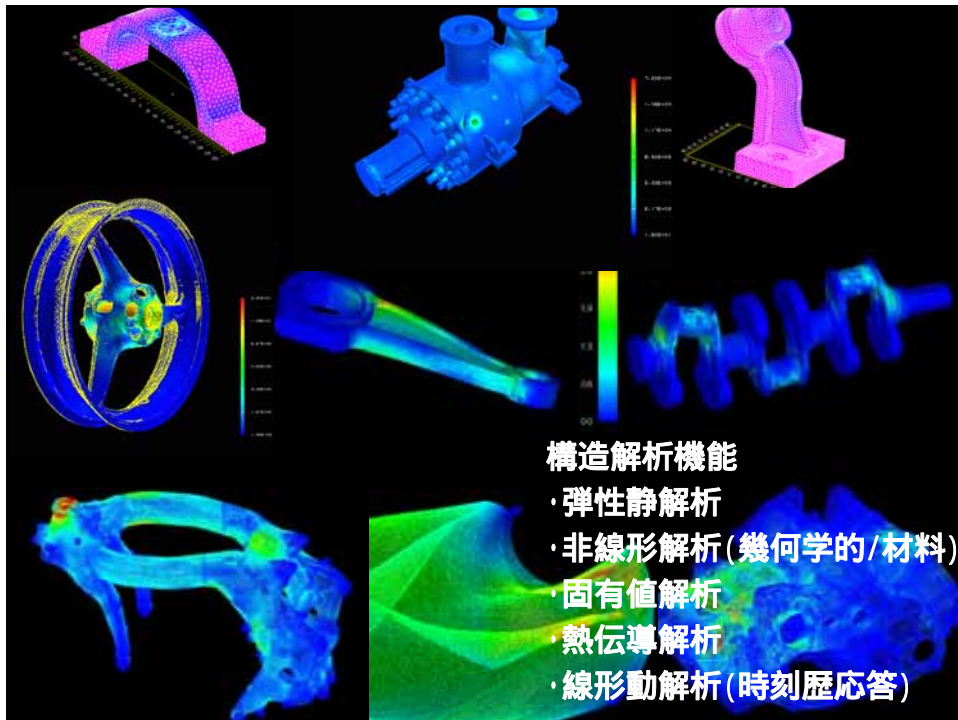 構造解析機能
・弾性静解析
・非線形解析(幾何学的/材料)
・固有値解析
・熱伝導解析
・線形動解析(時刻歴応答)